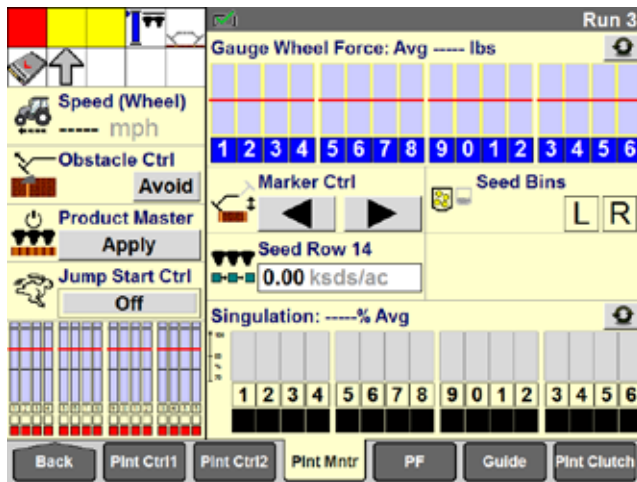 Run 3
Gauge Wheel Force: Avg ----- lbs
1 2 3 4 5 6 7 8 9 0 1 2 3 4 5 6
Speed (Wheel)
----- mph
Obstacle Ctrl
Avoid
Product Master
Apply
Jump Start Ctrl
Off
Marker Ctrl
Seed Bins
L R
Seed Row 14
0.00 ksds/ac
Singulation: -----% Avg
1 2 3 4 5 6 7 8 9 0 1 2 3 4 5 6
Back
Plnt Ctrl1
Plnt Ctrl2
Plnt Mntr
PF
Guide
Plnt Clutch